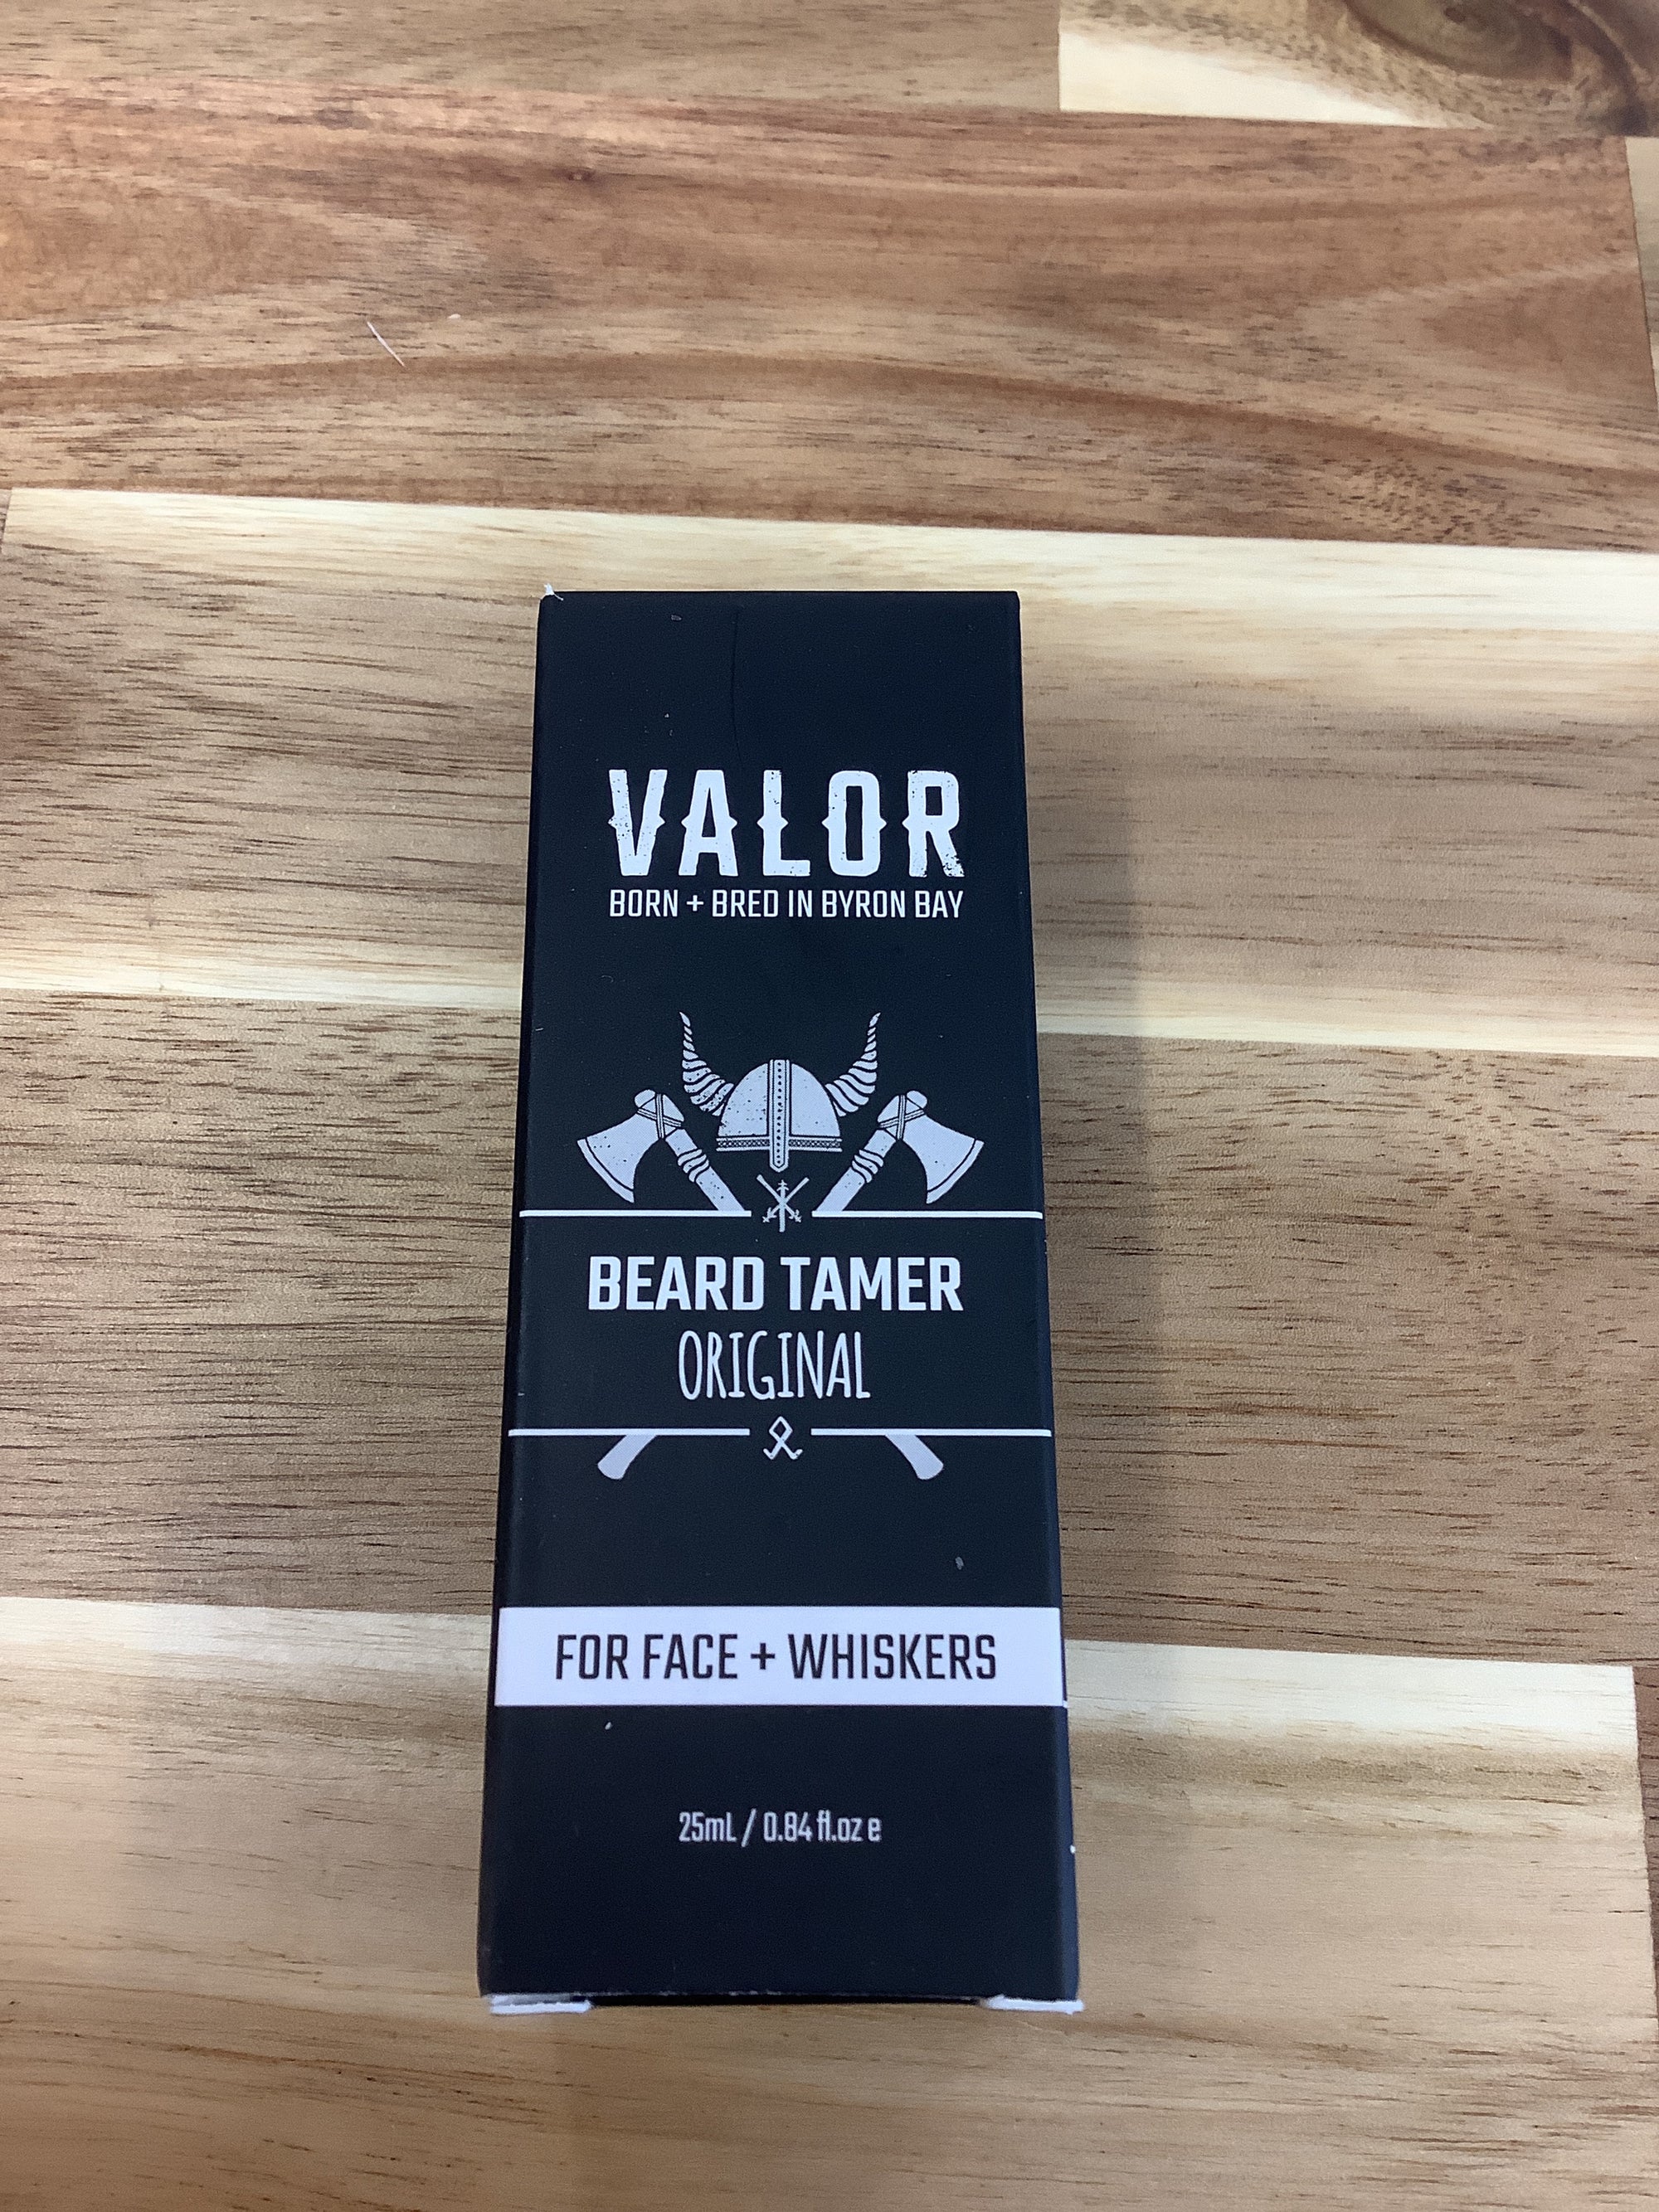 VALOR
BORN + BRED IN BYRON BAY
BEARD TAMER
ORIGINAL
FOR FACE + WHISKERS
25mL / 0.84 fl.oz e